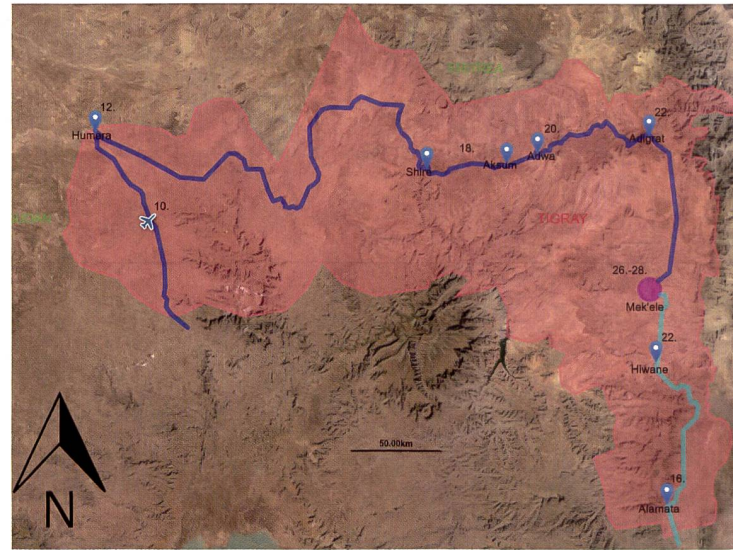 12.
Humera
10.
Shire
18.
Aksum
20.
Adwa
22.
Adigrat
TIGRAY
26.-28.
Mek'ele
22.
Hiwane
16.
Alamata
50.00km
N